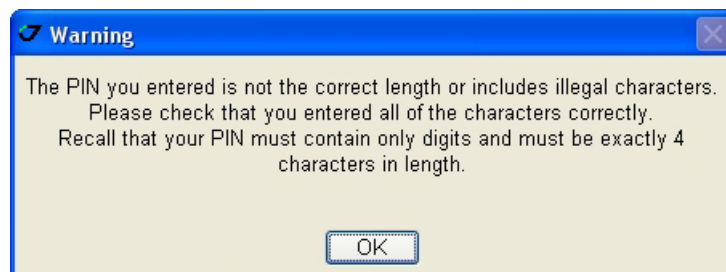 Warning
The PIN you entered is not the correct length or includes illegal characters.
Please check that you entered all of the characters correctly.
Recall that your PIN must contain only digits and must be exactly 4
characters in length.
OK